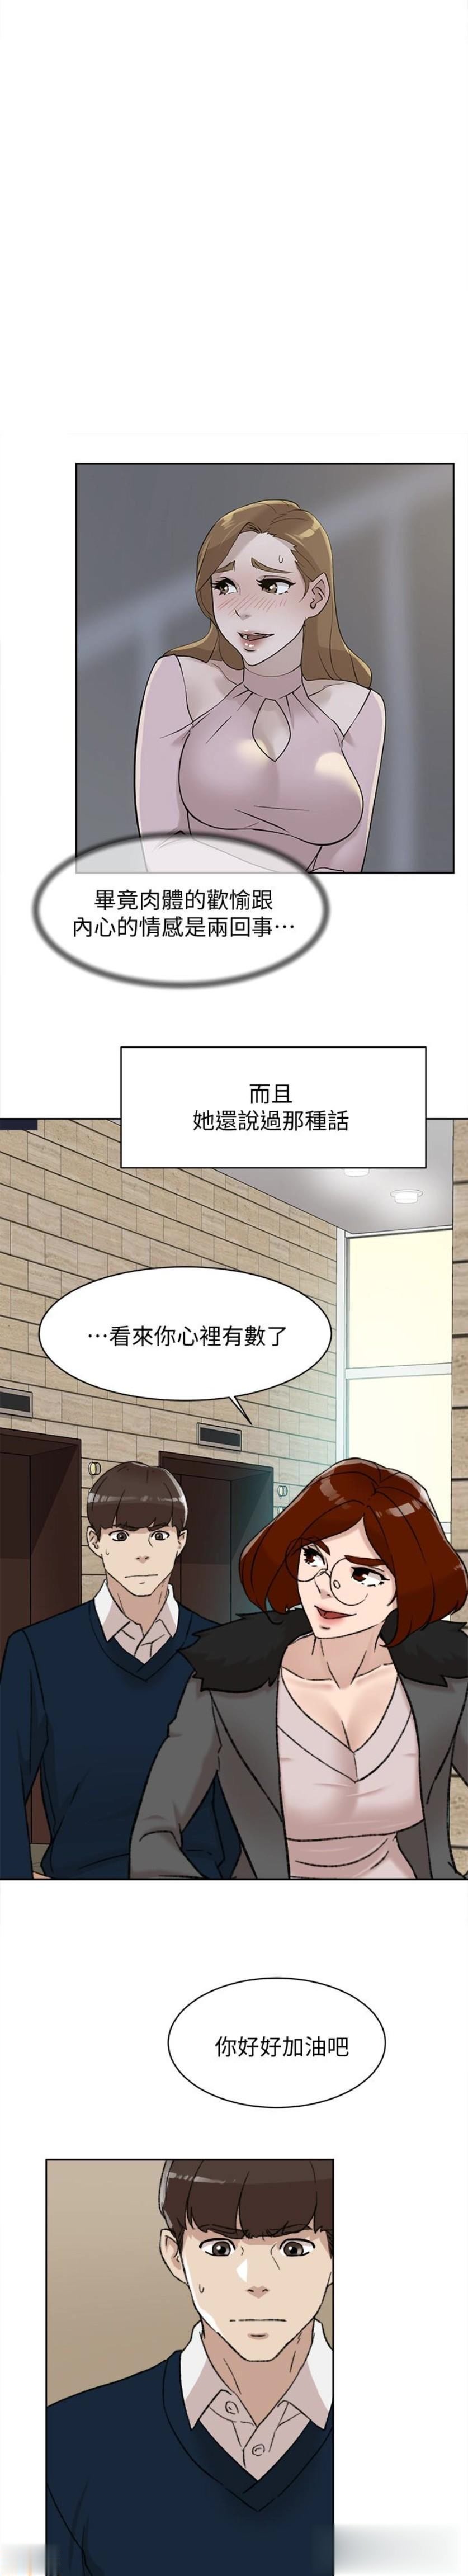 畢竟肉體的歡愉跟
內心的情感是兩回事⋯
而且
她還說過那種話
⋯看來你心裡有數了
你好好加油吧